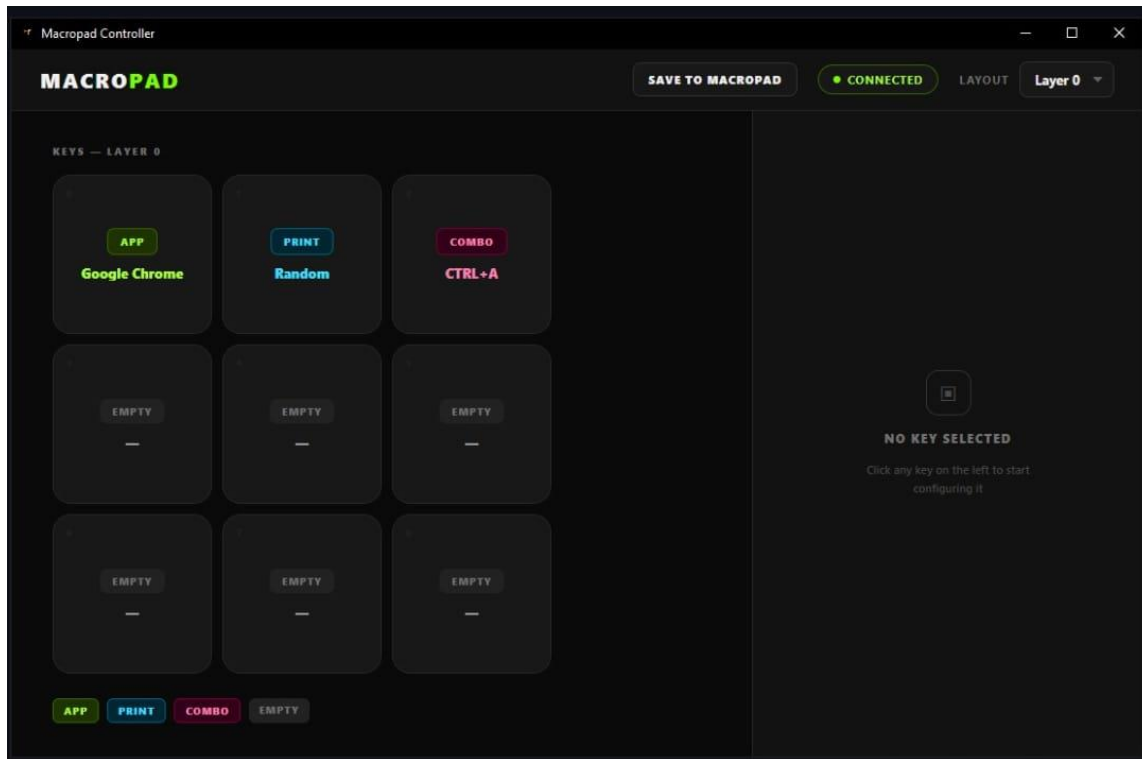 Macropad Controller
MACROPAD
SAVE TO MACROPAD
CONNECTED
LAYOUT
Layer 0
KEYS — LAYER 0
APP
Google Chrome
PRINT
Random
COMBO
CTRL+A
EMPTY
—
EMPTY
—
EMPTY
—
EMPTY
—
EMPTY
—
EMPTY
—
APP
PRINT
COMBO
EMPTY
NO KEY SELECTED
Click any key on the left to start
configuring it